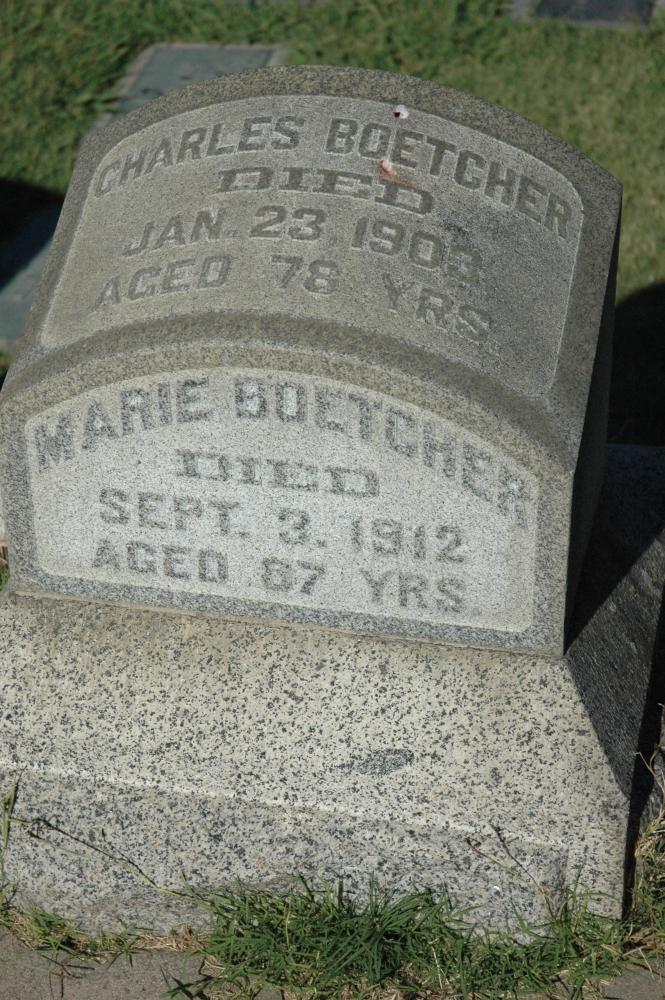 CHARLES BOETCHER
DIED
JAN. 23, 1903.
AGED 78 YRS.
MARIE BOETCHER
DIED
SEPT. 3. 1912
AGED 87 YRS.